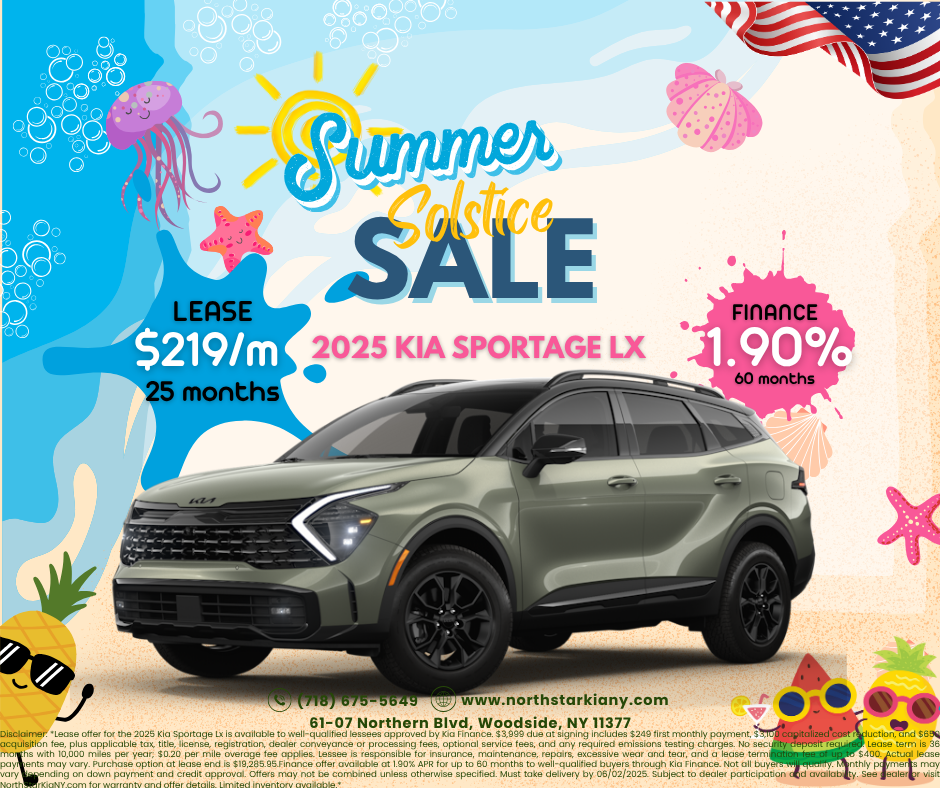 Summer
Solstice
SALE
LEASE
$219/m
25 months
FINANCE
1.90%
60 months
2025 KIA SPORTAGE LX
KIA
(718) 675-5649 www.northstarkiany.com
61-07 Northern Blvd, Woodside, NY 11377
Disclaimer: *Lease offer for the 2025 Kia Sportage Lx is available to well-qualified lessees approved by Kia Finance. $3,999 due at signing includes $249 first monthly payment, $3,100 capitalized cost reduction, and $650
acquisition fee, plus applicable tax, title, license, registration, dealer conveyance or processing fees, optional service fees, and any required emissions testing charges. No security deposit required. Lease term is 36
months with 10,000 miles per year; $0.20 per mile overage fee applies. Lessee is responsible for insurance, maintenance, repairs, excessive wear and tear, and a lease termination fee of up to $400. Actual lease
payments may vary. Purchase option at lease end is $19,285.95.Finance offer available at 1.90% APR for up to 60 months to well-qualified buyers through Kia Finance. Not all buyers will qualify. Monthly payments may
vary depending on down payment and credit approval. Offers may not be combined unless otherwise specified. Must take delivery by 06/02/2025. Subject to dealer participation and availability. See dealer or visit
NorthstarKiaNY.com for warranty and offer details. Limited inventory available.*